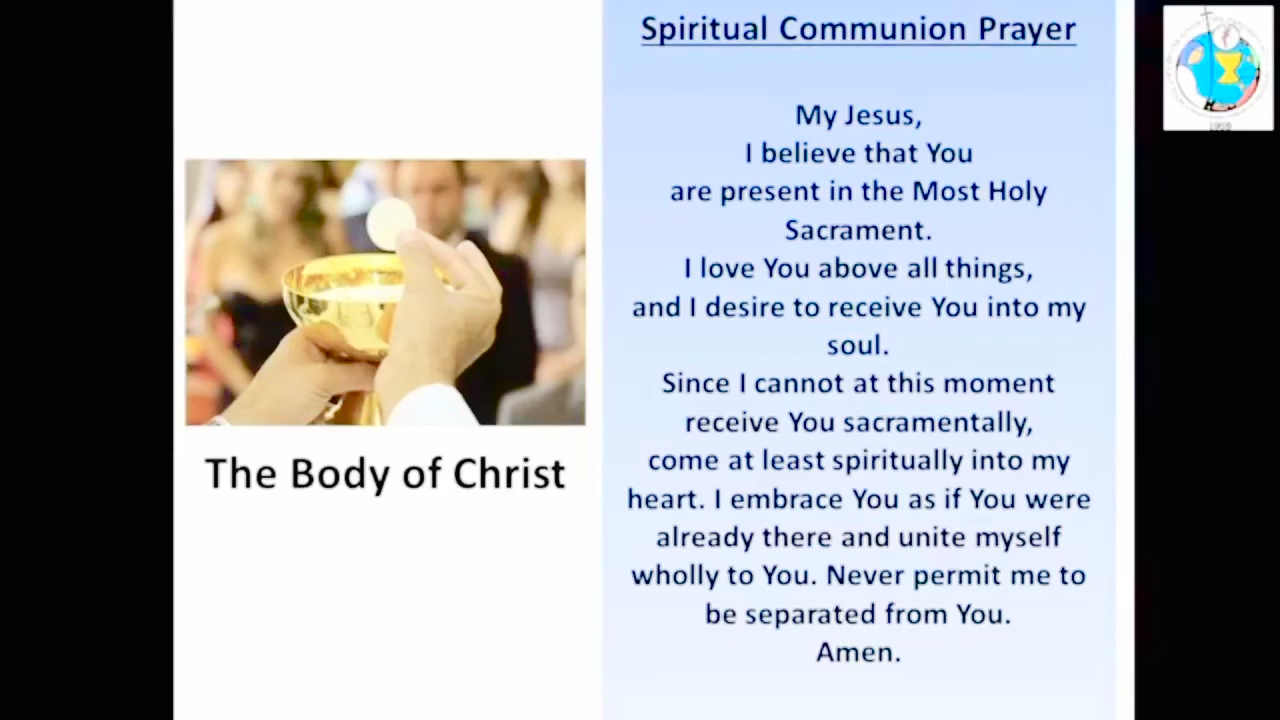 Spiritual Communion Prayer
My Jesus,
I believe that You
are present in the Most Holy
Sacrament.
I love You above all things,
and I desire to receive You into my
soul.
Since I cannot at this moment
receive You sacramentally,
come at least spiritually into my
heart. I embrace You as if You were
already there and unite myself
wholly to You. Never permit me to
be separated from You.
Amen.
The Body of Christ